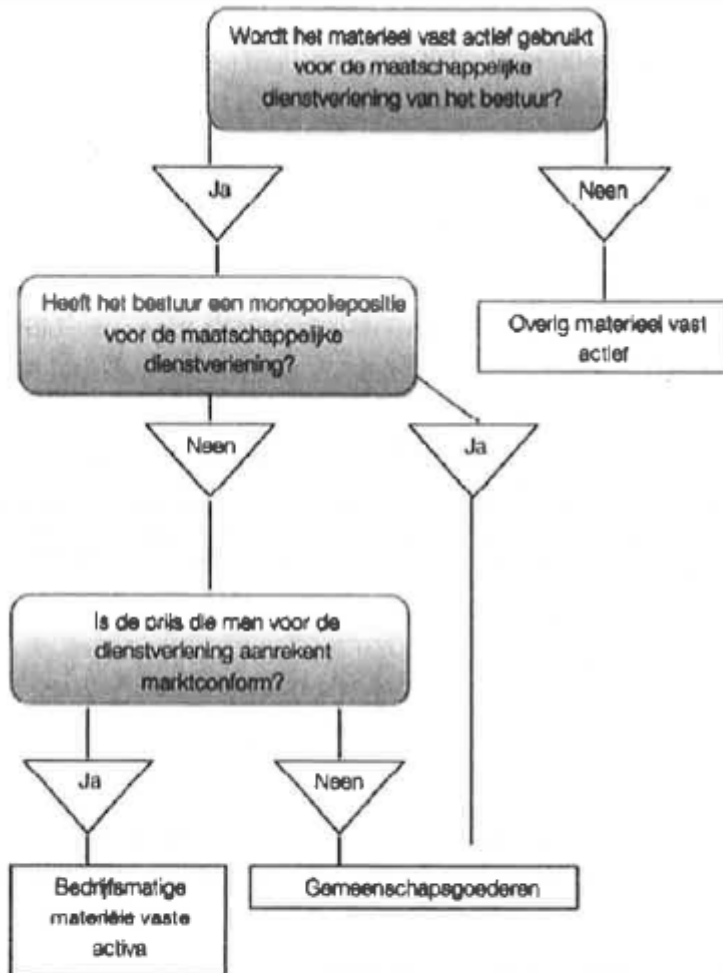 Wordt het materieel vast actief gebruikt
voor de maatschappelijke
dienstverlening van het bestuur?
Ja
Neen
Heeft het bestuur een monopoliepositie
voor de maatschappelijke
dienstverlening?
Overig materieel vast
actief
Neen
Ja
Is de prijs die men voor de
dienstverlening aanrekent
marktconform?
Ja
Neen
Bedrijfsmatige
materiële vaste
activa
Gemeenschapsgoederen